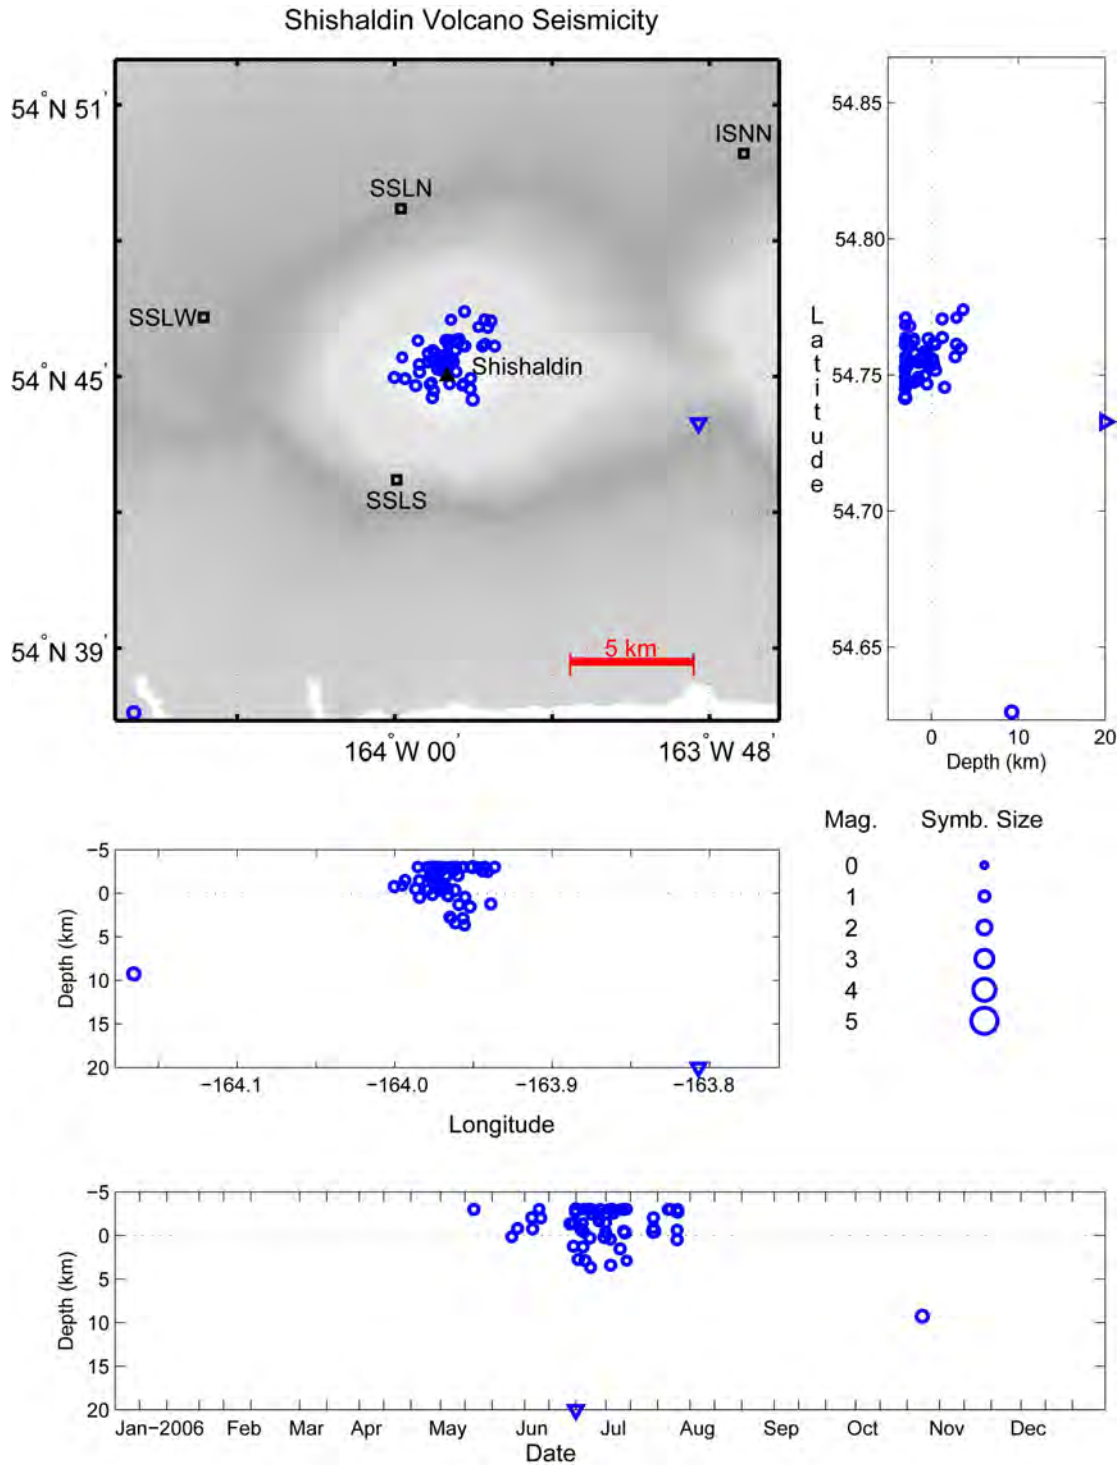 Shishaldin Volcano Seismicity
54°N 51'
54°N 45'
54°N 39'
164°W 00'
163°W 48'
ISNN
SSLN
SSLW
Shishaldin
SSLS
5 km
54.85
54.80
54.75
54.70
54.65
Latitude
0 10 20
Depth (km)
Mag. Symb. Size
0
1
2
3
4
5
−5
0
5
10
15
20
Depth (km)
−164.1 −164.0 −163.9 −163.8
Longitude
−5
0
5
10
15
20
Depth (km)
Jan−2006 Feb Mar Apr May Jun Jul Aug Sep Oct Nov Dec
Date